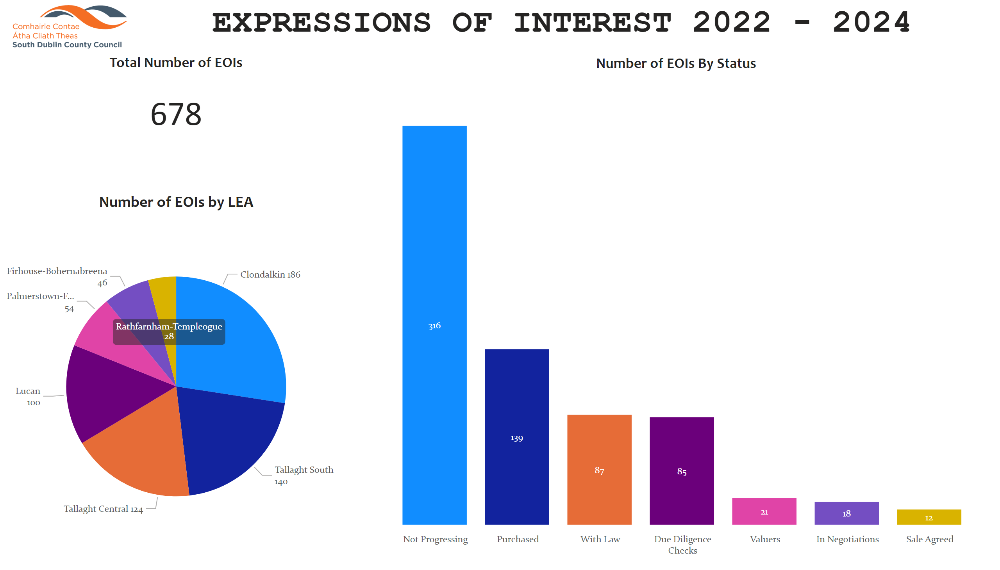 Comhairle Contae
Átha Cliath Theas
South Dublin County Council
EXPRESSIONS OF INTEREST 2022 - 2024
Total Number of EOIs
678
Number of EOIs by LEA
Firhouse-Bohernabreena
46
Palmerstown-F...
54
Clondalkin 186
Rathfarnham-Templeogue
28
Lucan
100
Tallaght South
140
Tallaght Central 124
Number of EOIs By Status
316
139
87
85
21
18
12
Not Progressing
Purchased
With Law
Due Diligence
Checks
Valuers
In Negotiations
Sale Agreed